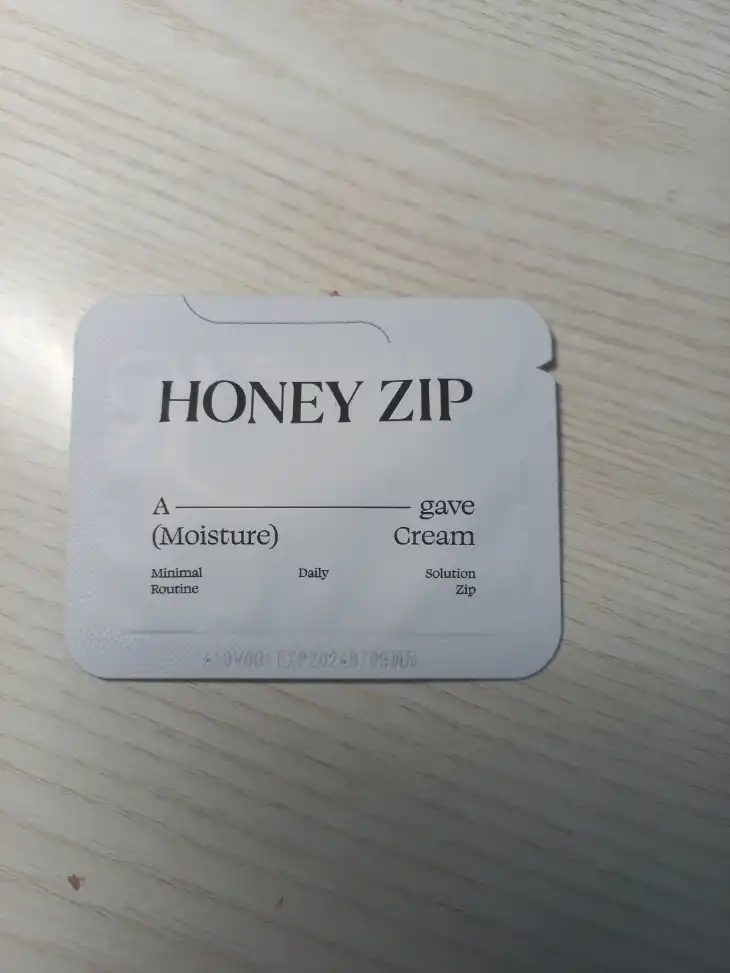 HONEY ZIP
A gave
(Moisture) Cream
Minimal Daily Solution
Routine Zip